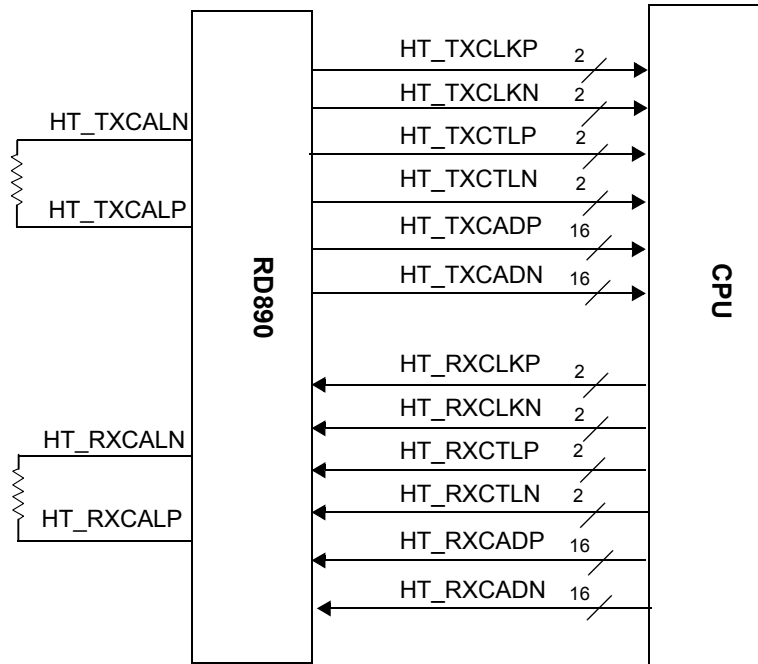 HT_TXCLKP 2
HT_TXCLKN 2
HT_TXCALN
HT_TXCTLP 2
HT_TXCTLN 2
HT_TXCALP
HT_TXCADP 16
HT_TXCADN 16
RD890
CPU
HT_RXCLKP 2
HT_RXCLKN 2
HT_RXCALN
HT_RXCTLP 2
HT_RXCTLN 2
HT_RXCALP
HT_RXCADP 16
HT_RXCADN 16